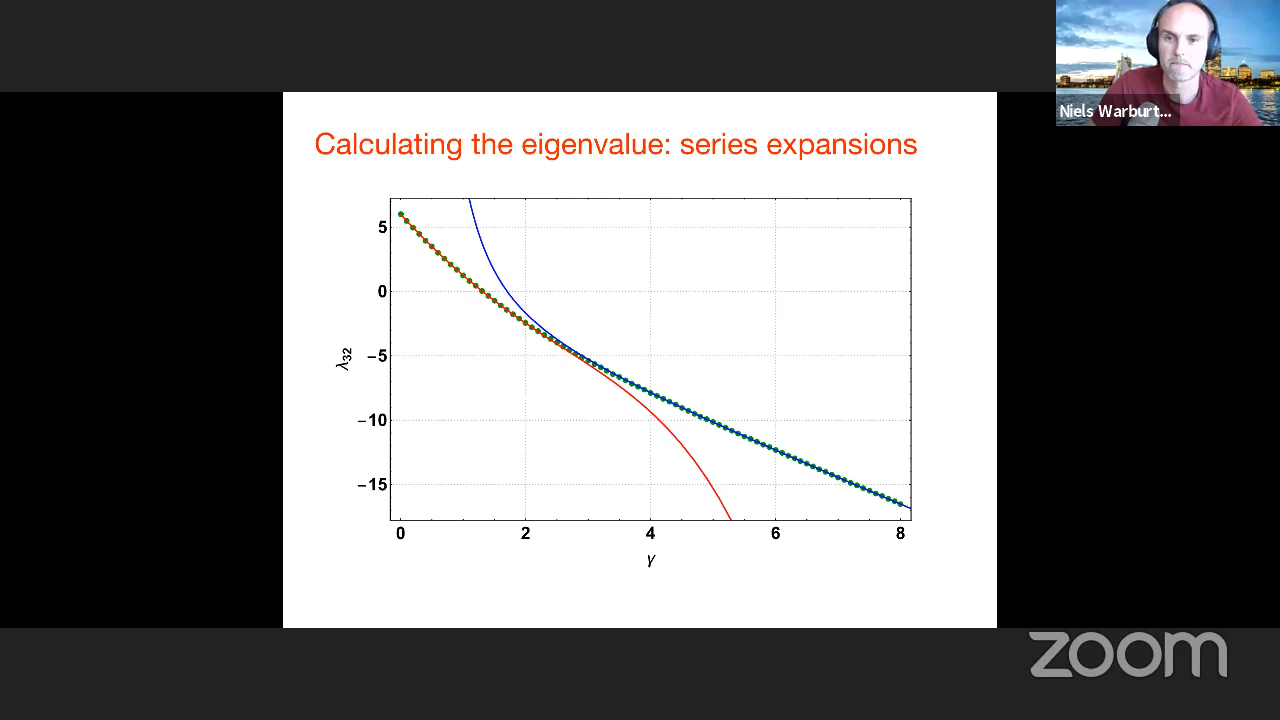 Niels Warburt...
Calculating the eigenvalue: series expansions
5
0
−5
−10
−15
λ32
0 2 4 6 8
γ
zoom